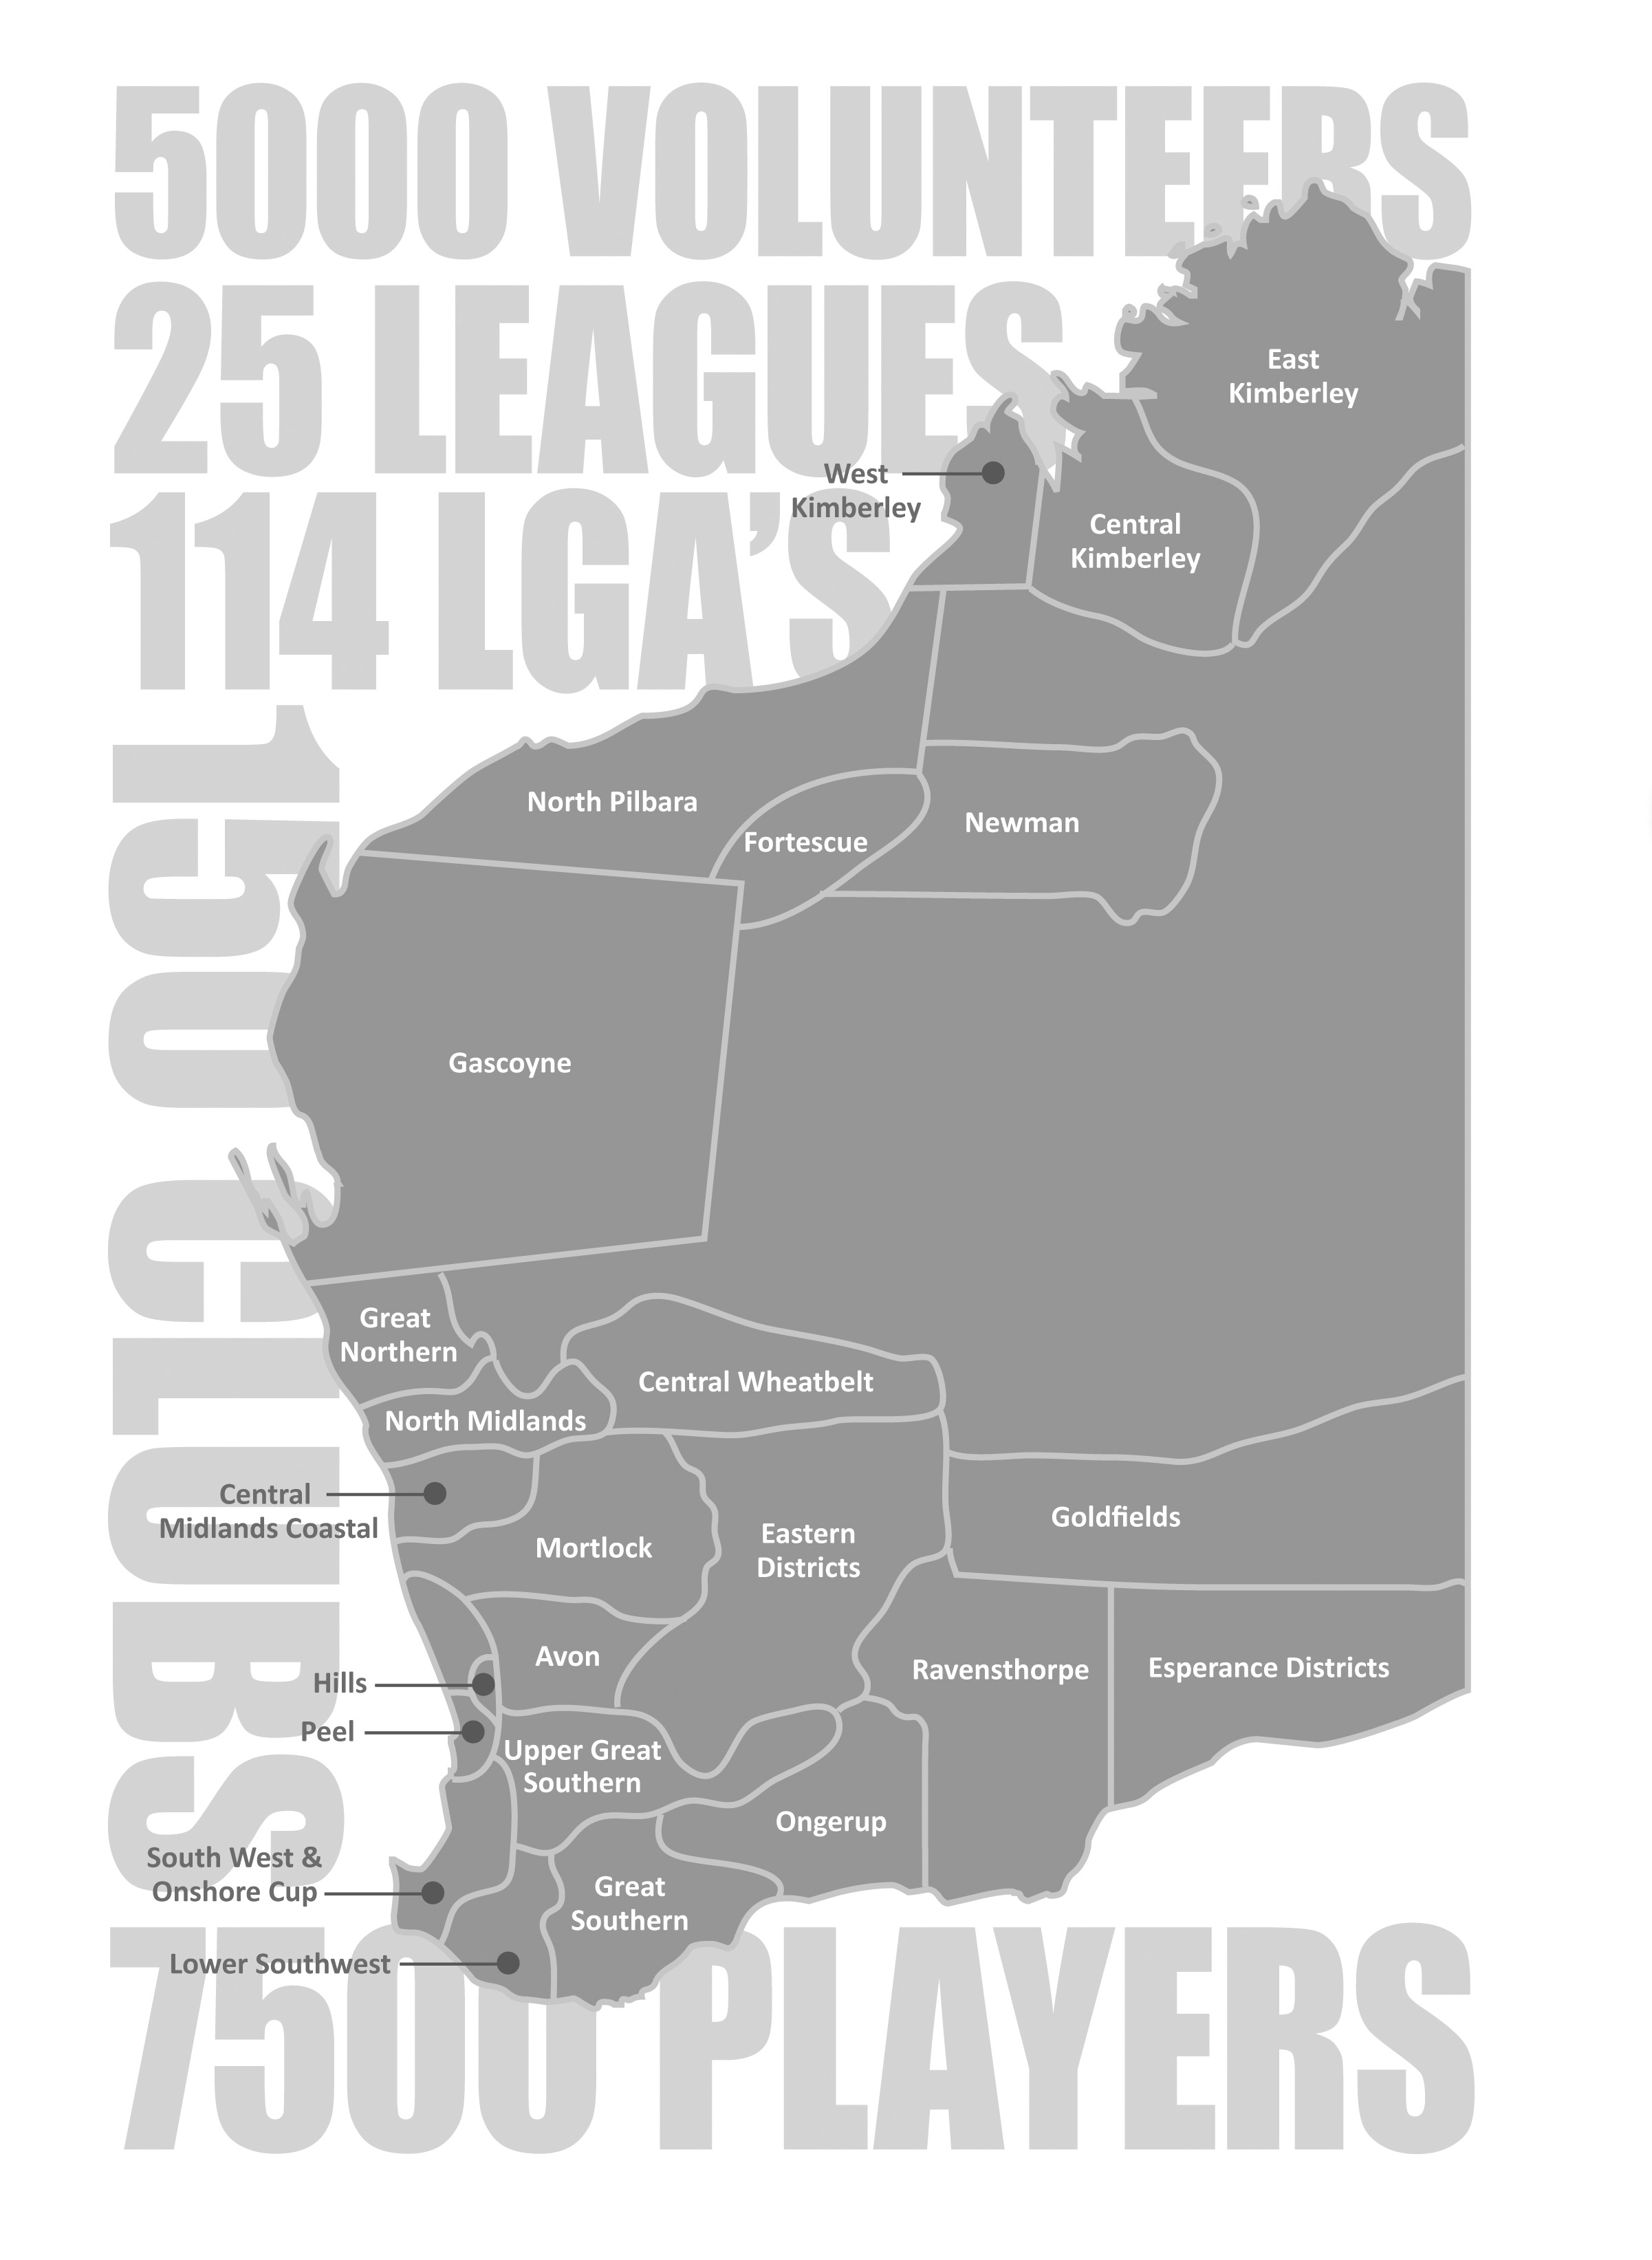 5000 VOLUNTEERS
25 LEAGUES
114 LGA'S
150 CLUBS
7500 PLAYERS
East
Kimberley
West
Kimberley
Central
Kimberley
North Pilbara
Fortescue
Newman
Gascoyne
Great
Northern
Central Wheatbelt
North Midlands
Central
Midlands Coastal
Mortlock
Eastern
Districts
Goldfields
Avon
Hills
Peel
Ravensthorpe
Esperance Districts
Upper Great
Southern
Ongerup
South West &
Onshore Cup
Great
Southern
Lower Southwest